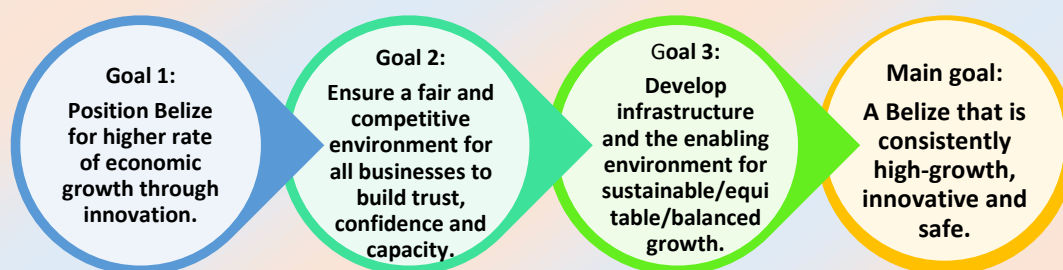 Goal 1:
Position Belize
for higher rate
of economic
growth through
innovation.
Goal 2:
Ensure a fair and
competitive
environment for
all businesses to
build trust,
confidence and
capacity.
Goal 3:
Develop
infrastructure
and the enabling
environment for
sustainable/equi
table/balanced
growth.
Main goal:
A Belize that is
consistently
high-growth,
innovative and
safe.